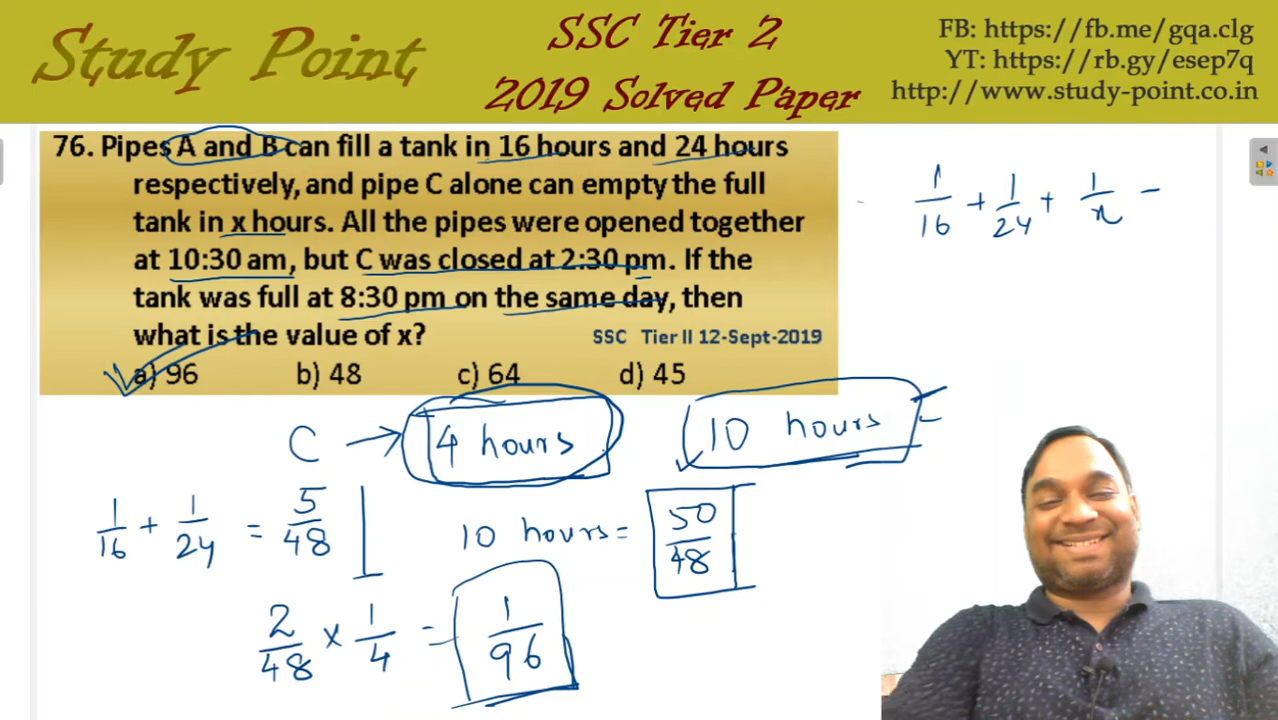 Study Point
SSC Tier 2
2019 Solved Paper
FB: https://fb.me/gqa.clg
YT: https://rb.gy/esep7q
http://www.study-point.co.in
76. Pipes A and B can fill a tank in 16 hours and 24 hours
respectively, and pipe C alone can empty the full
tank in x hours. All the pipes were opened together
at 10:30 am, but C was closed at 2:30 pm. If the
tank was full at 8:30 pm on the same day, then
what is the value of x?
SSC Tier II 12-Sept-2019
a) 96 b) 48 c) 64 d) 45
1/16 + 1/24 + 1/x -
C → 4 hours
10 hours =
1/16 + 1/24 = 5/48
10 hours = 50/48
2/48 × 1/4 = 1/96